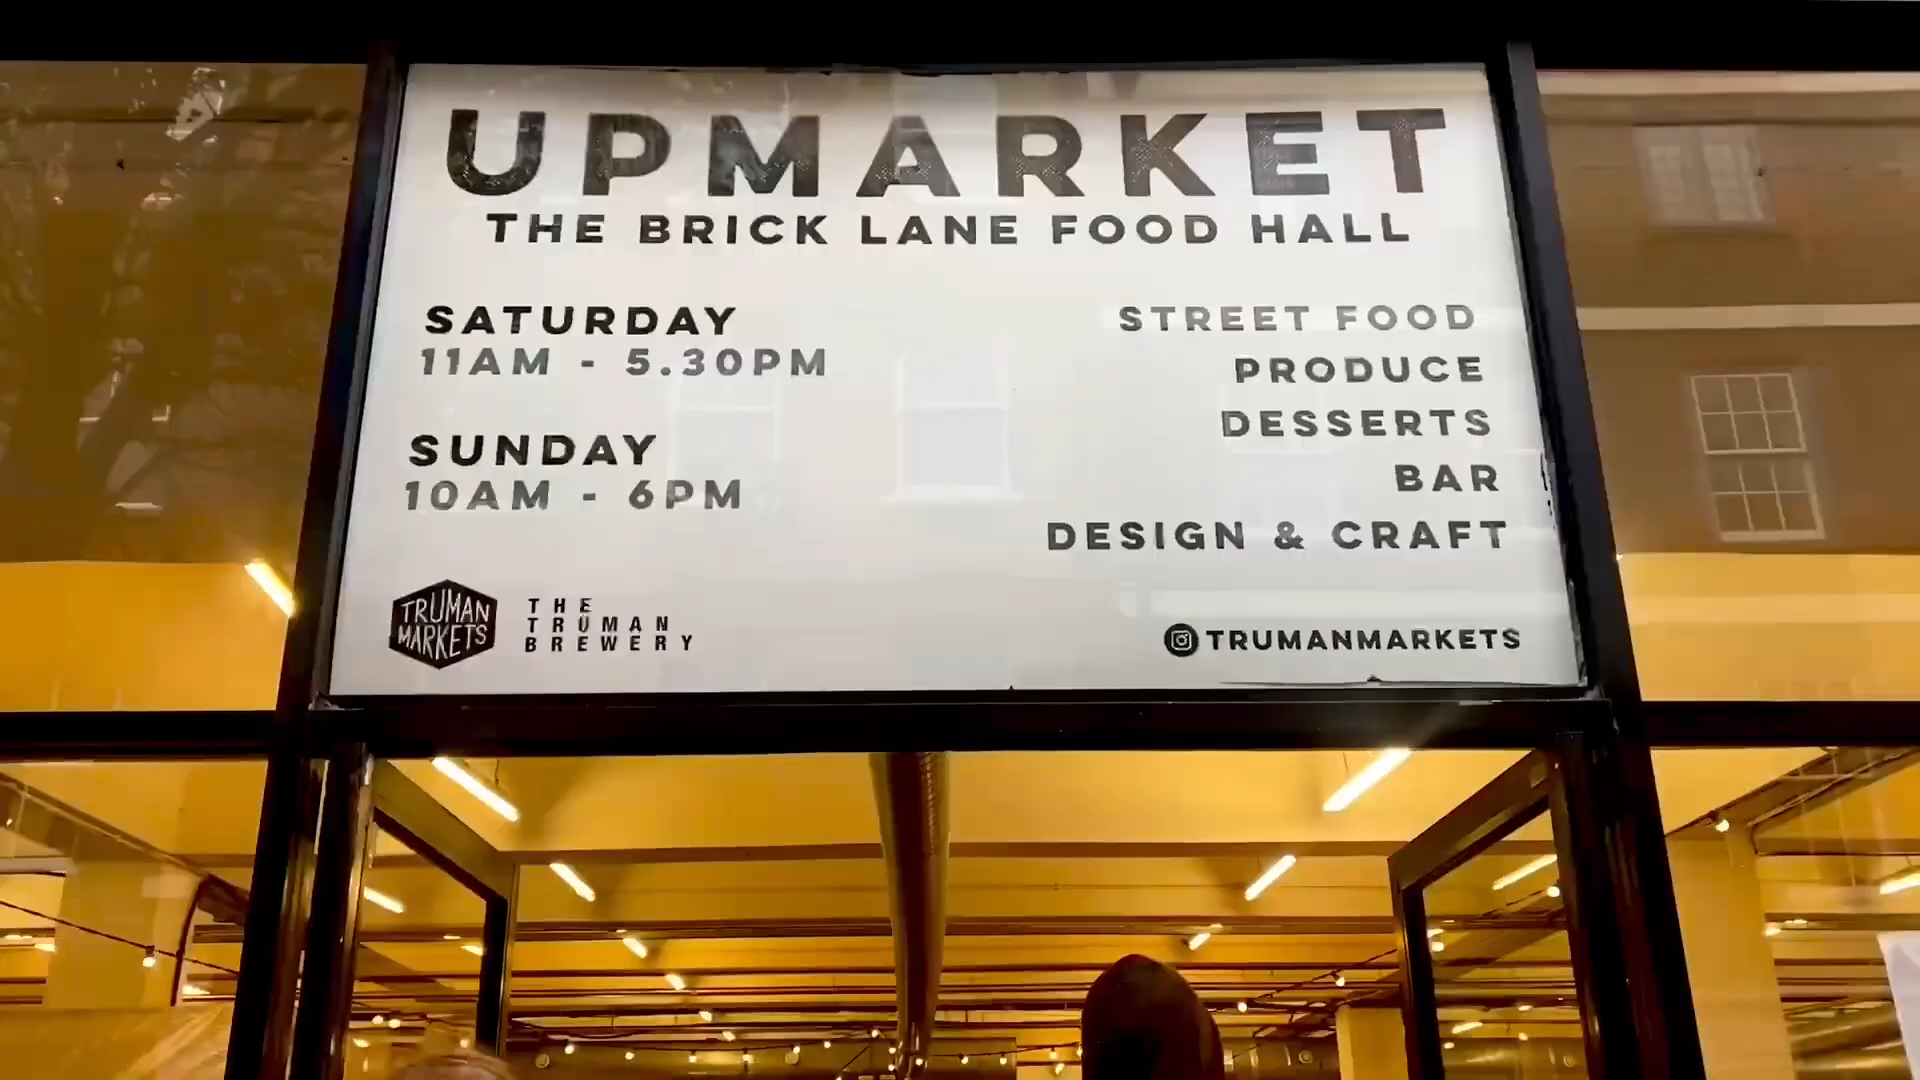 UPMARKET
THE BRICK LANE FOOD HALL
SATURDAY
11AM - 5.30PM
SUNDAY
10AM - 6PM
STREET FOOD
PRODUCE
DESSERTS
BAR
DESIGN & CRAFT
TRUMAN
MARKETS
THE
TRUMAN
BREWERY
TRUMANMARKETS